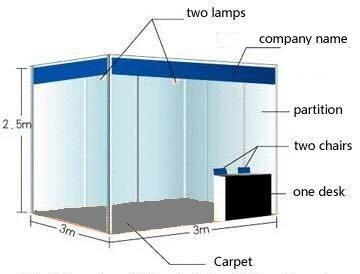 two lamps
company name
partition
2.5m
two chairs
one desk
3m
3m
Carpet